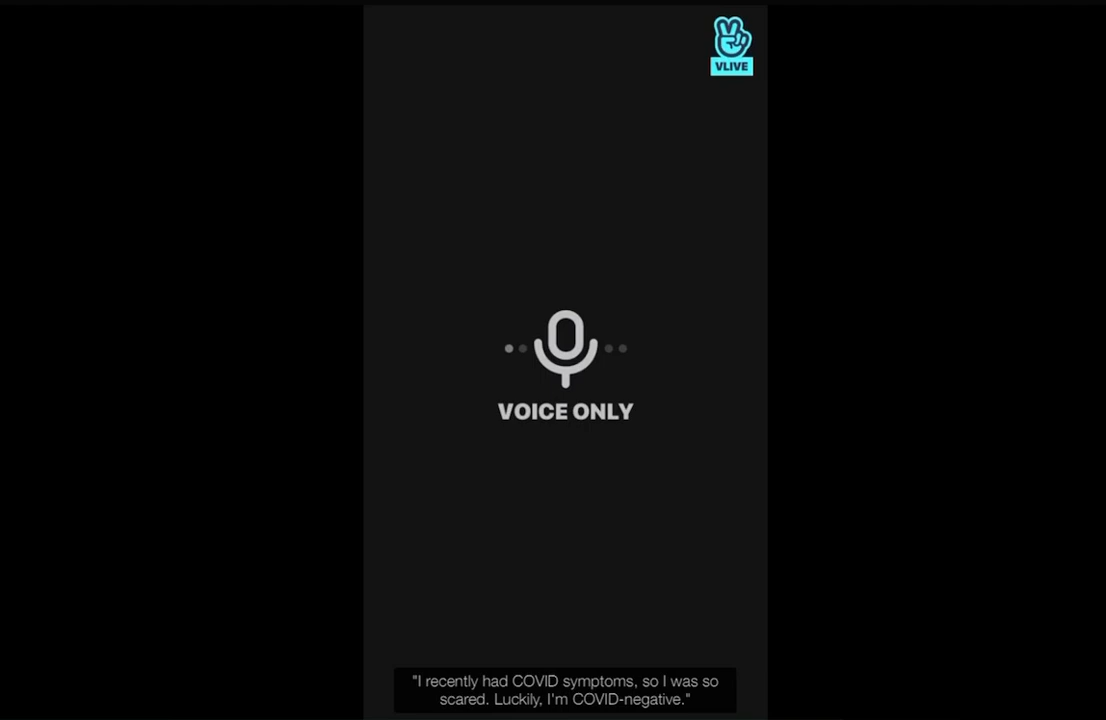 VLIVE
VOICE ONLY
"I recently had COVID symptoms, so I was so
scared. Luckily, I'm COVID-negative."